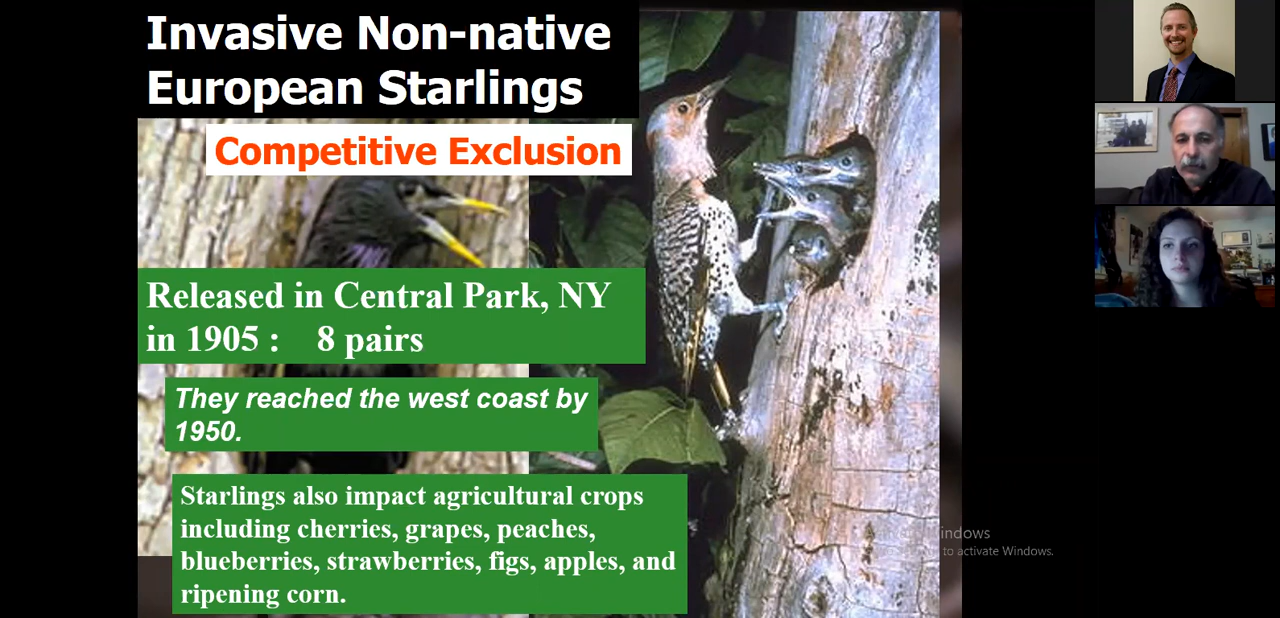 Invasive Non-native
European Starlings
Competitive Exclusion
Released in Central Park, NY
in 1905 : 8 pairs
They reached the west coast by
1950.
Starlings also impact agricultural crops
including cherries, grapes, peaches,
blueberries, strawberries, figs, apples, and
ripening corn.
to activate Windows.